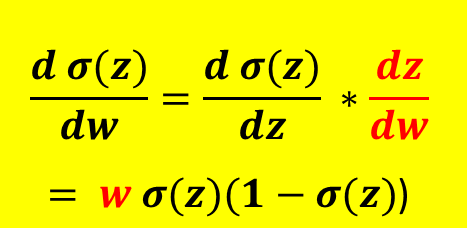 d σ(z) / dw = d σ(z) / dz * dz / dw
= w σ(z)(1 − σ(z))